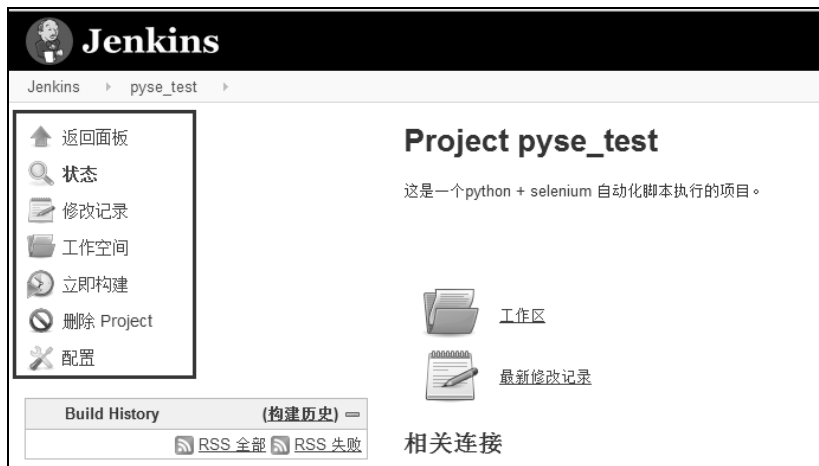 Jenkins
Jenkins pyse_test
返回面板
状态
修改记录
工作空间
立即构建
删除 Project
配置
Build History (构建历史)
RSS 全部 RSS 失败
Project pyse_test
这是一个python + selenium 自动化脚本执行的项目。
工作区
最新修改记录
相关连接